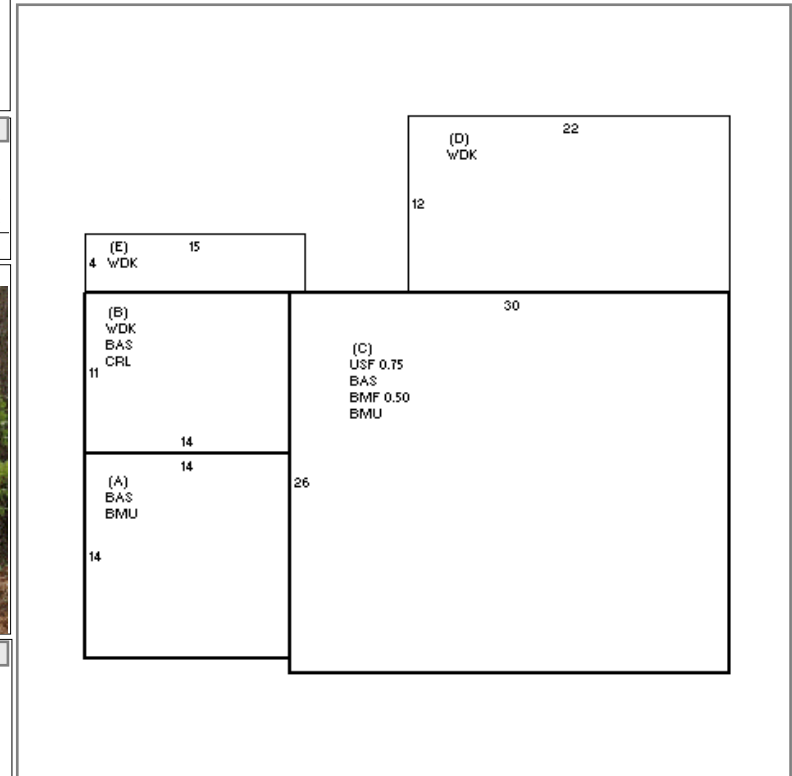 22
(D)
WDK
12
(E)
15
4
WDK
(B)
WDK
BAS
CRL
11
14
30
(C)
USF 0.75
BAS
BMF 0.50
BMU
26
14
(A)
BAS
BMU
14